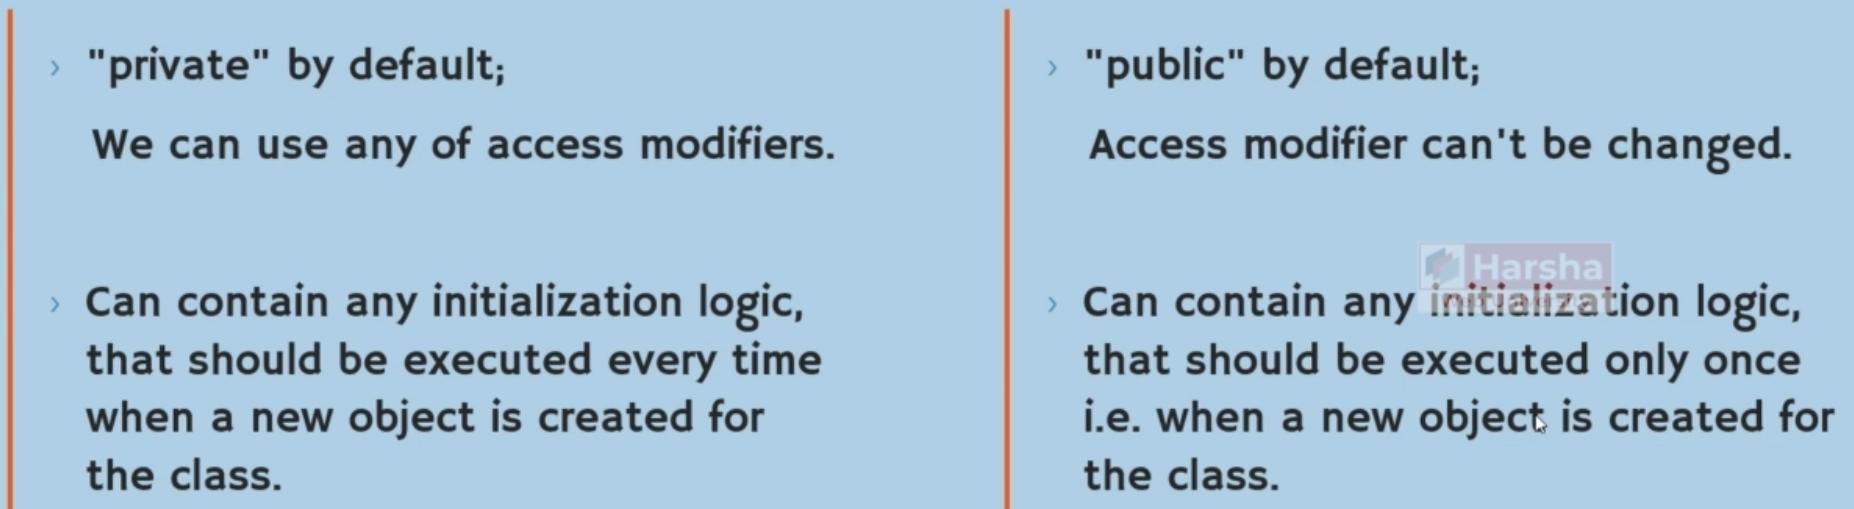 › "private" by default;
We can use any of access modifiers.
› Can contain any initialization logic,
that should be executed every time
when a new object is created for
the class.
› "public" by default;
Access modifier can't be changed.
› Can contain any initialization logic,
that should be executed only once
i.e. when a new object is created for
the class.
Harsha
Web University